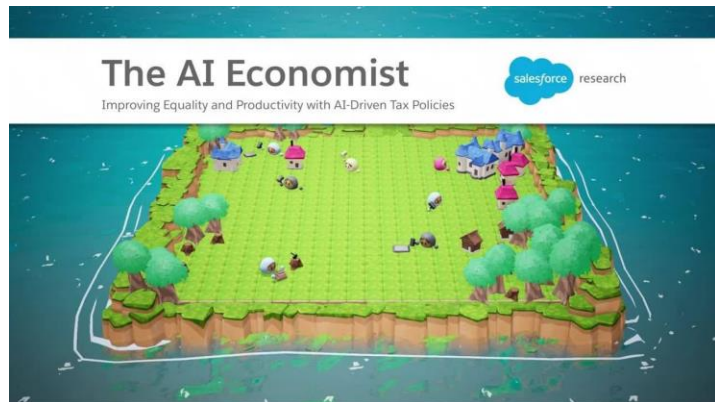 The AI Economist
Improving Equality and Productivity with AI-Driven Tax Policies
salesforce research